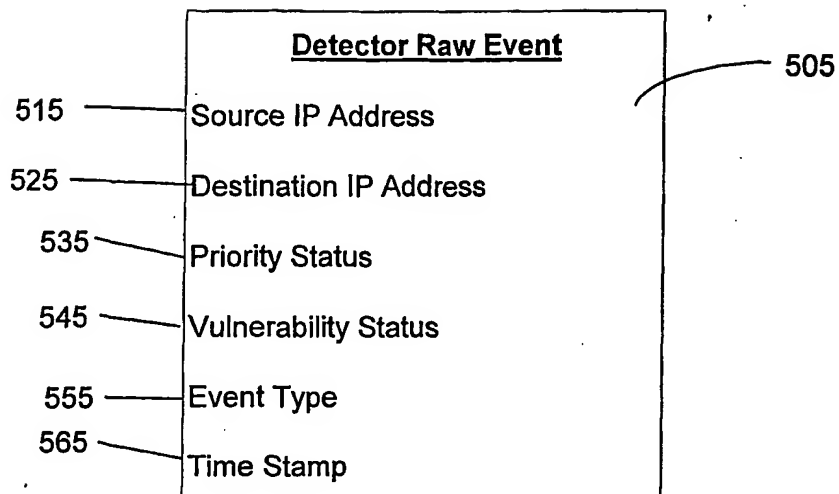 Detector Raw Event
505
515 Source IP Address
525 Destination IP Address
535 Priority Status
545 Vulnerability Status
555 Event Type
565 Time Stamp